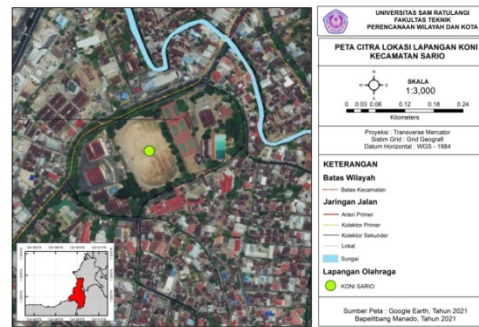 UNIVERSITAS SAM RATULANGI
FAKULTAS TEKNIK
PERENCANAAN WILAYAH DAN KOTA
PETA CITRA LOKASI LAPANGAN KONI
KECAMATAN SARIO
N
SKALA
1:3,000
0 0.03 0.06 0.12 0.18 0.24
Kilometers
Proyeksi : Transverse Mercator
Sistim Grid : Grid Geografi
Datum Horizontal : WGS - 1984
KETERANGAN
Batas Wilayah
Batas Kecamatan
Jaringan Jalan
Arteri Primer
Kolektor Primer
Kolektor Sekunder
Lokal
Sungai
Lapangan Olahraga
KONI SARIO
Sumber Peta : Google Earth, Tahun 2021
Bapelitbang Manado, Tahun 2021